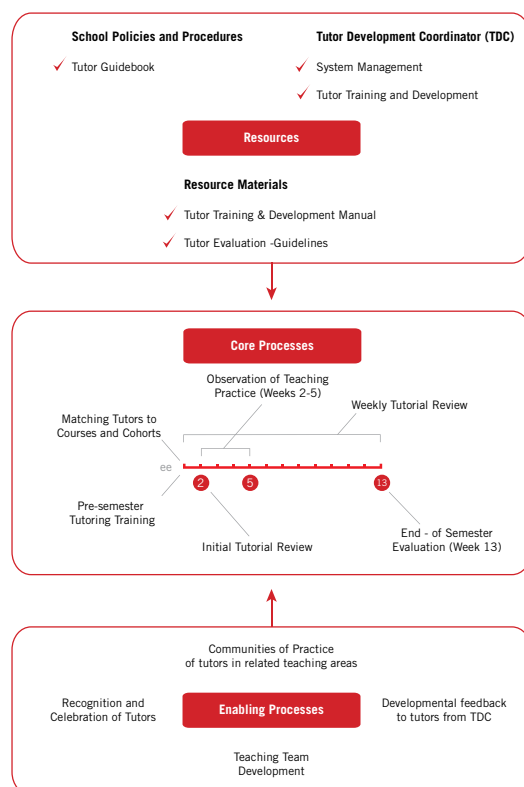 School Policies and Procedures
Tutor Guidebook
Tutor Development Coordinator (TDC)
System Management
Tutor Training and Development
Resources
Resource Materials
Tutor Training & Development Manual
Tutor Evaluation -Guidelines
Core Processes
Observation of Teaching
Practice (Weeks 2-5)
Weekly Tutorial Review
Matching Tutors to
Courses and Cohorts
ee
2
5
13
Pre-semester
Tutoring Training
Initial Tutorial Review
End - of Semester
Evaluation (Week 13)
Communities of Practice
of tutors in related teaching areas
Recognition and
Celebration of Tutors
Enabling Processes
Developmental feedback
to tutors from TDC
Teaching Team
Development